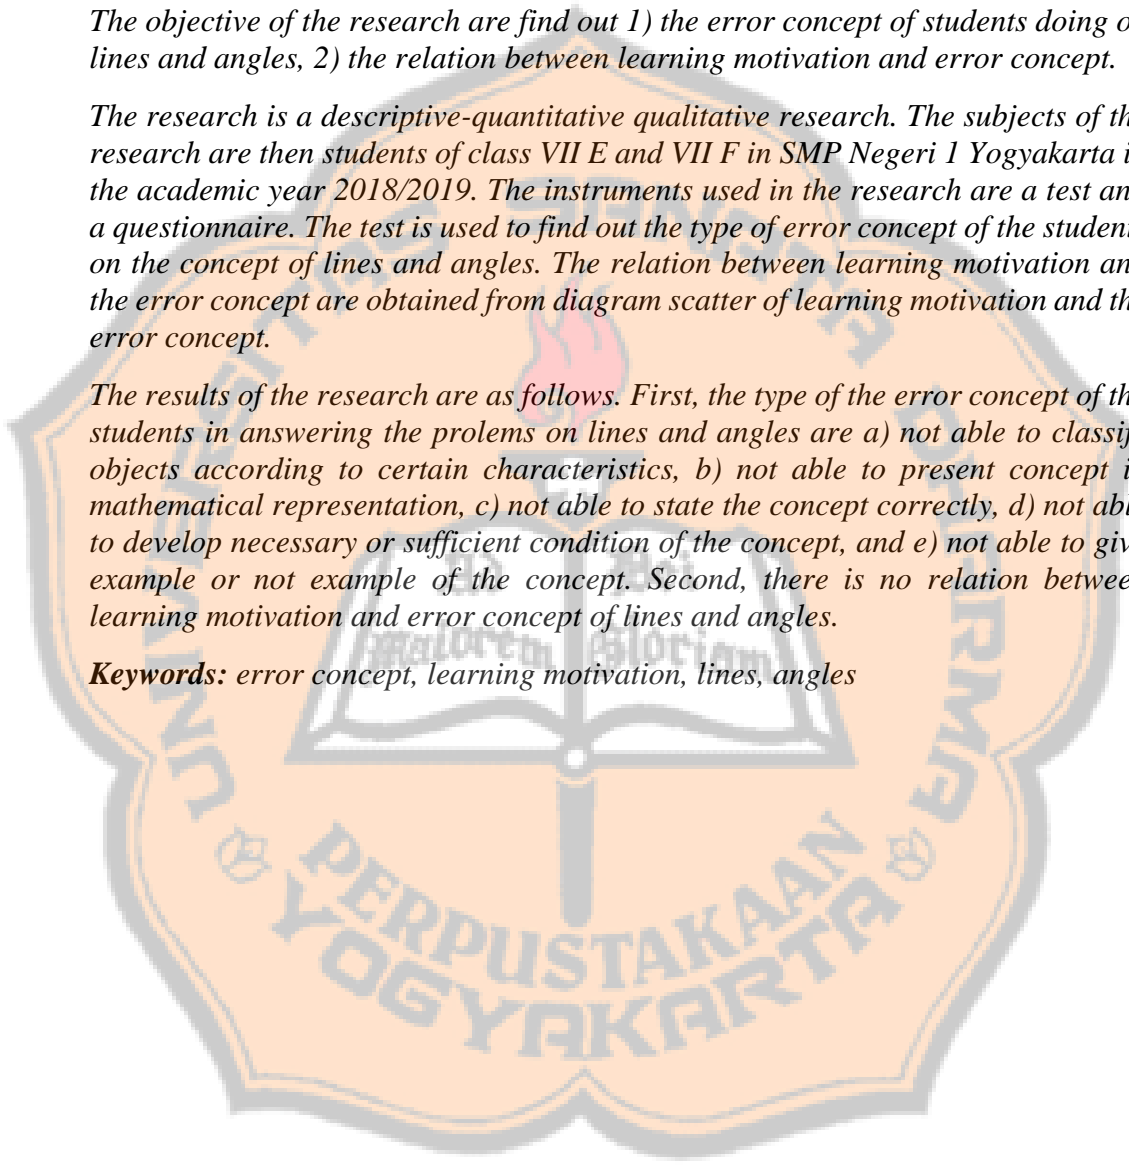 The objective of the research are find out 1) the error concept of students doing o
lines and angles, 2) the relation between learning motivation and error concept.
The research is a descriptive-quantitative qualitative research. The subjects of th
research are then students of class VII E and VII F in SMP Negeri 1 Yogyakarta i
the academic year 2018/2019. The instruments used in the research are a test an
a questionnaire. The test is used to find out the type of error concept of the student
on the concept of lines and angles. The relation between learning motivation an
the error concept are obtained from diagram scatter of learning motivation and th
error concept.
The results of the research are as follows. First, the type of the error concept of th
students in answering the prolems on lines and angles are a) not able to classif
objects according to certain characteristics, b) not able to present concept i
mathematical representation, c) not able to state the concept correctly, d) not abl
to develop necessary or sufficient condition of the concept, and e) not able to giv
example or not example of the concept. Second, there is no relation betwee
learning motivation and error concept of lines and angles.
Keywords: error concept, learning motivation, lines, angles
UNIVERSITAS SANATA DHARMA
Ad Dei
Maiorem Gloriam
PERPUSTAKAAN
YOGYAKARTA